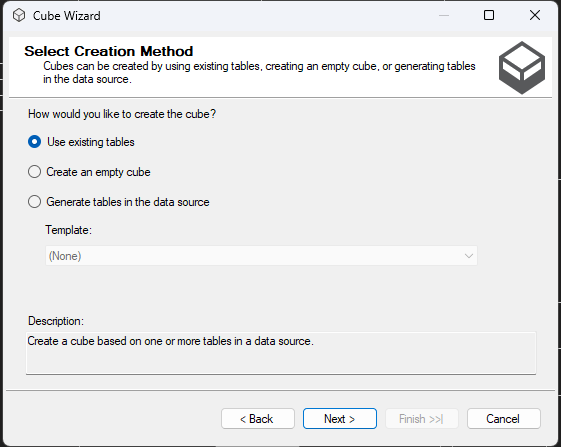 Cube Wizard
Select Creation Method
Cubes can be created by using existing tables, creating an empty cube, or generating tables
in the data source.
How would you like to create the cube?
Use existing tables
Create an empty cube
Generate tables in the data source
Template:
(None)
Description:
Create a cube based on one or more tables in a data source.
< Back
Next >
Finish >>|
Cancel